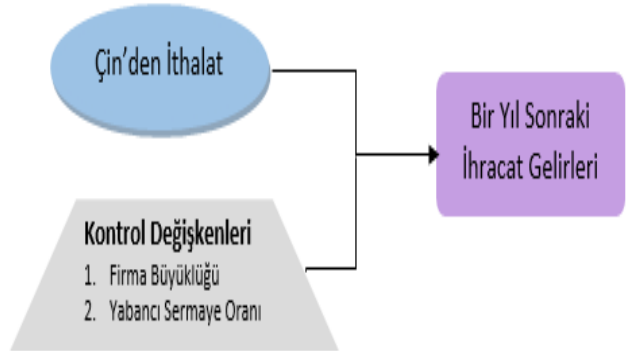 Çin’den İthalat
Bir Yıl Sonraki
İhracat Gelirleri
Kontrol Değişkenleri
1. Firma Büyüklüğü
2. Yabancı Sermaye Oranı